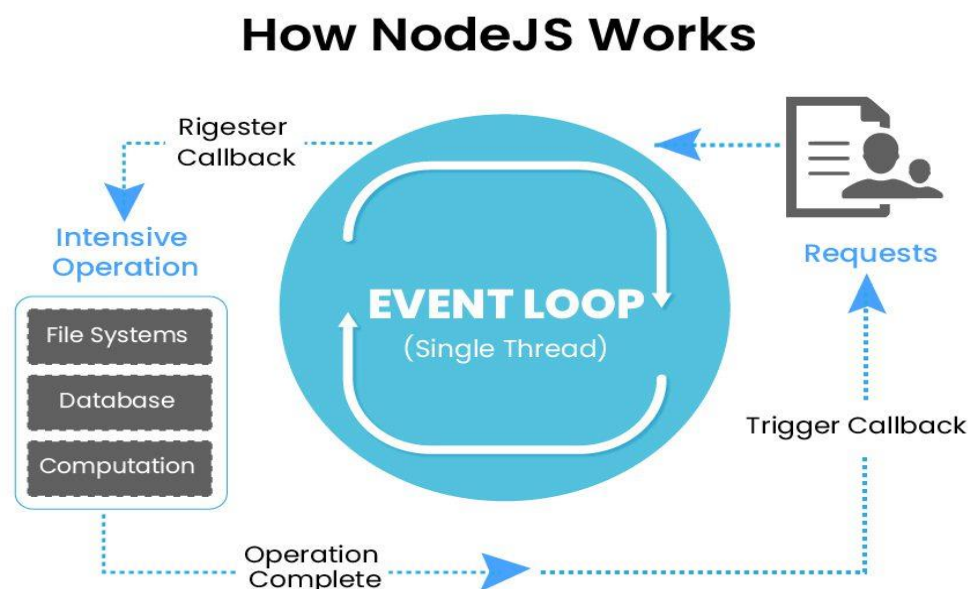 How NodeJS Works
Rigester
Callback
Intensive
Operation
File Systems
Database
Computation
EVENT LOOP
(Single Thread)
Requests
Trigger Callback
Operation
Complete